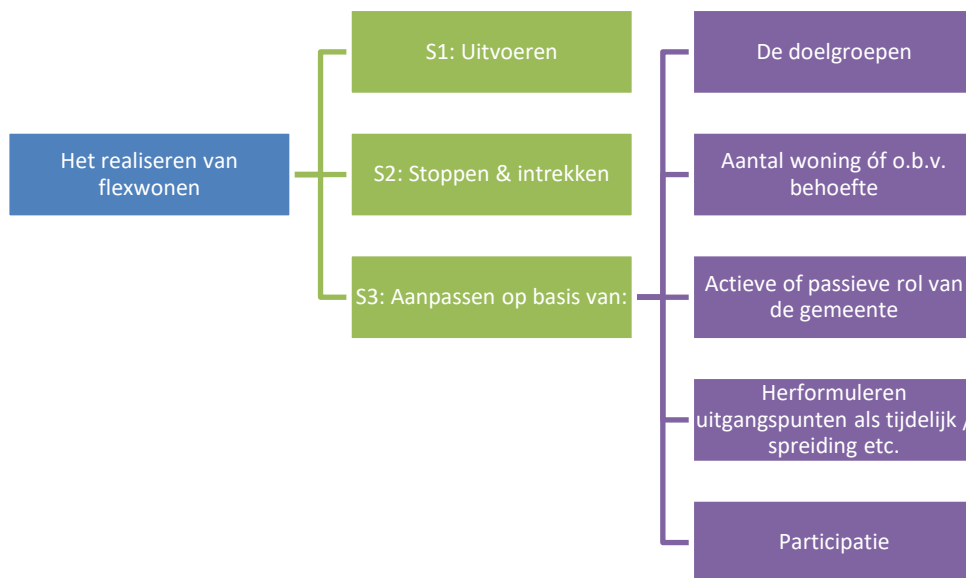 S1: Uitvoeren
De doelgroepen
Het realiseren van
flexwonen
S2: Stoppen & intrekken
Aantal woning óf o.b.v.
behoefte
S3: Aanpassen op basis van:
Actieve of passieve rol van
de gemeente
Herformuleren
uitgangspunten als tijdelijk /
spreiding etc.
Participatie